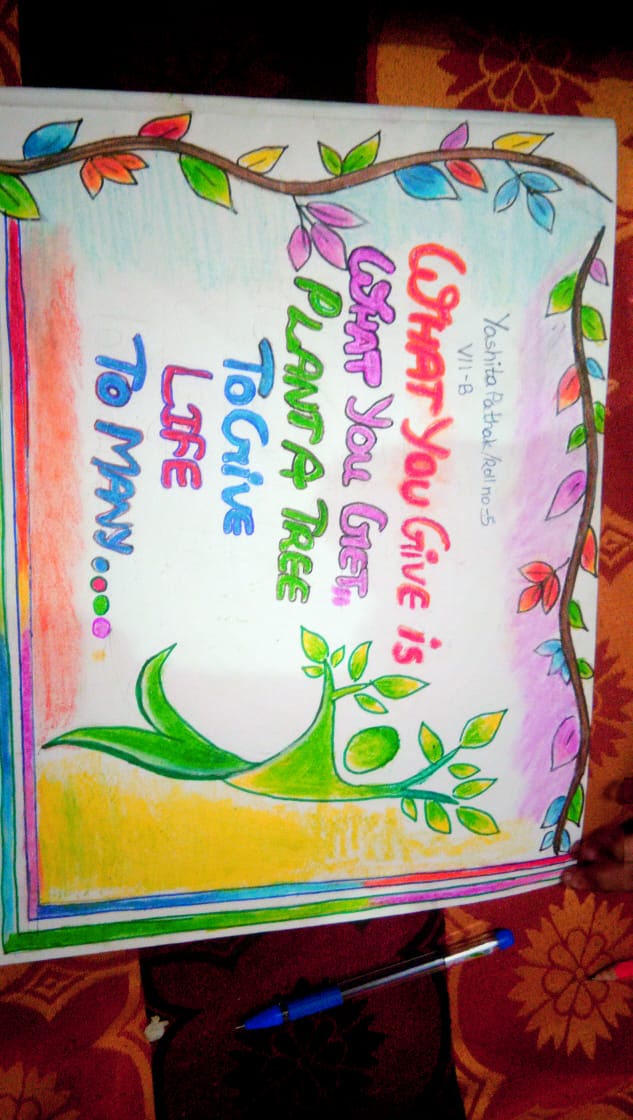 Yashita Pathak/Roll no-5
VII-B
WHAT YOU GIVE is
WHAT YOU GET,,
PLANT A TREE
TO GIVE
LIFE
TO MANY....